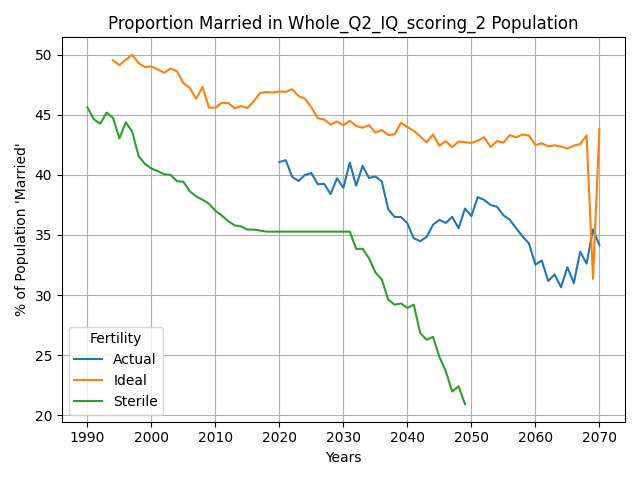 Proportion Married in Whole_Q2_IQ_scoring_2 Population
% of Population 'Married'
50
45
40
35
30
25
20
Fertility
Actual
Ideal
Sterile
1990 2000 2010 2020 2030 2040 2050 2060 2070
Years